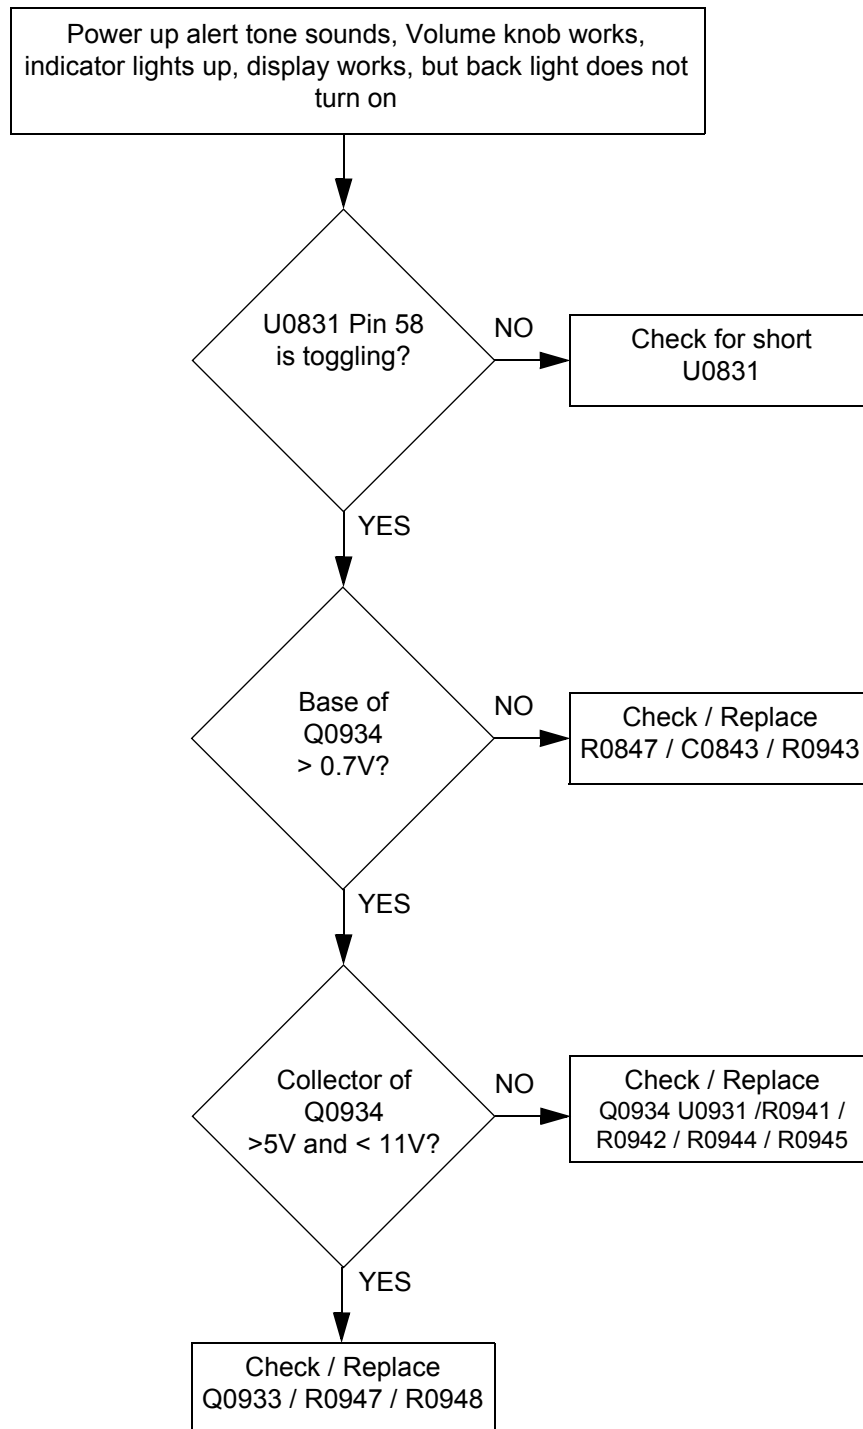 Power up alert tone sounds, Volume knob works,
indicator lights up, display works, but back light does not
turn on
U0831 Pin 58
is toggling?
NO
Check for short
U0831
YES
Base of
Q0934
> 0.7V?
NO
Check / Replace
R0847 / C0843 / R0943
YES
Collector of
Q0934
>5V and < 11V?
NO
Check / Replace
Q0934 U0931 /R0941 /
R0942 / R0944 / R0945
YES
Check / Replace
Q0933 / R0947 / R0948